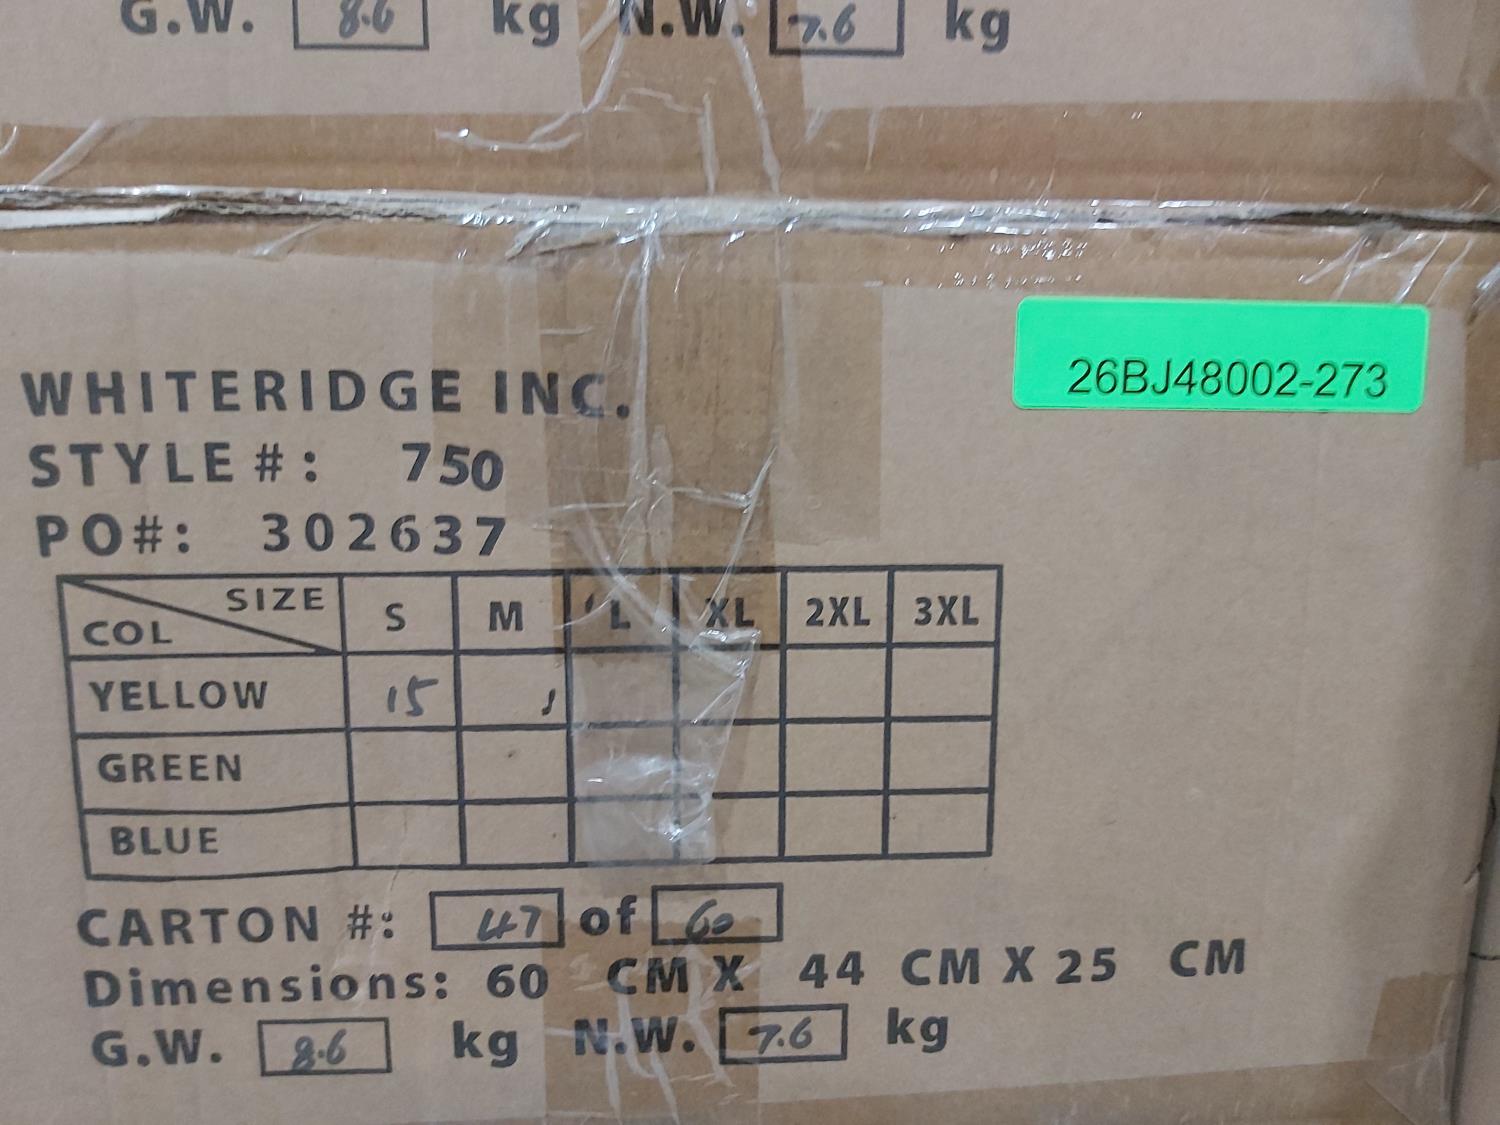 G.W. 8.6 kg N.W. 7.6 kg
26BJ48002-273
WHITERIDGE INC.
STYLE #: 750
PO#: 302637
SIZE S M L XL 2XL 3XL
COL
YELLOW 15
GREEN
BLUE
CARTON #: 47 of 60
Dimensions: 60 CM X 44 CM X 25 CM
G.W. 8.6 kg N.W. 7.6 kg